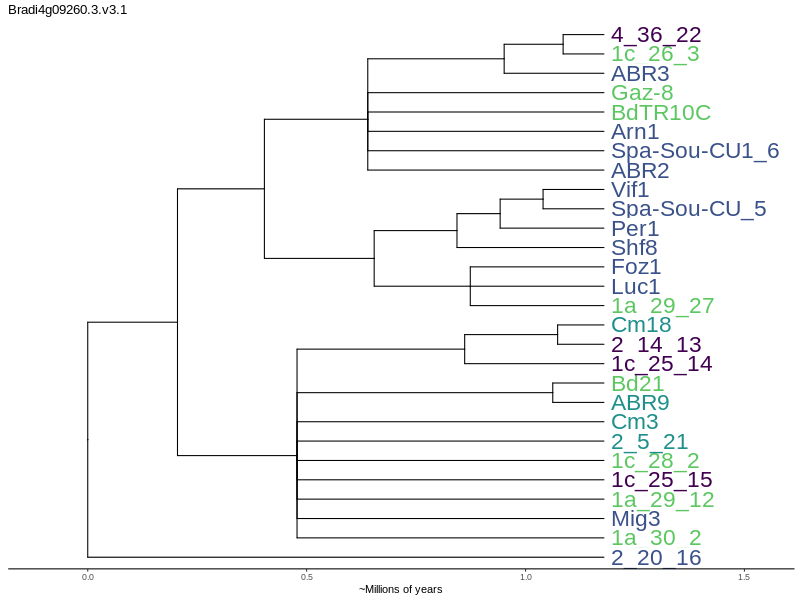 Bradi4g09260.3.v3.1
4_36_22
1c_26_3
ABR3
Gaz-8
BdTR10C
Arn1
Spa-Sou-CU1_6
ABR2
Vif1
Spa-Sou-CU_5
Per1
Shf8
Foz1
Luc1
1a_29_27
Cm18
2_14_13
1c_25_14
Bd21
ABR9
Cm3
2_5_21
1c_28_2
1c_25_15
1a_29_12
Mig3
1a_30_2
2_20_16
0.0 0.5 1.0 1.5
~Millions of years